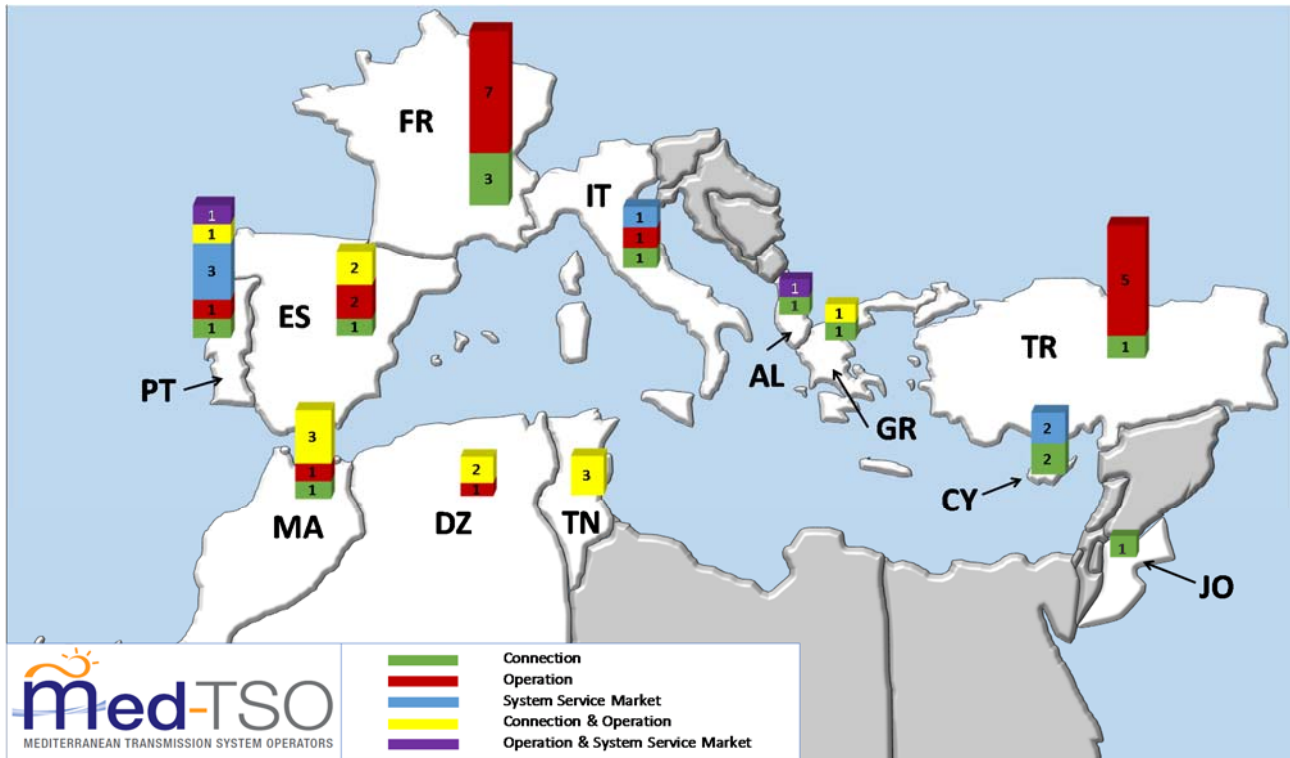 7
FR
3
IT
1
1
1
1
1
3
1
1
2
2
1
ES
PT
1
1
AL
1
1
GR
5
1
TR
2
2
CY
3
1
1
MA
2
1
DZ
3
TN
1
JO
med-TSO
MEDITERRANEAN TRANSMISSION SYSTEM OPERATORS
Connection
Operation
System Service Market
Connection & Operation
Operation & System Service Market